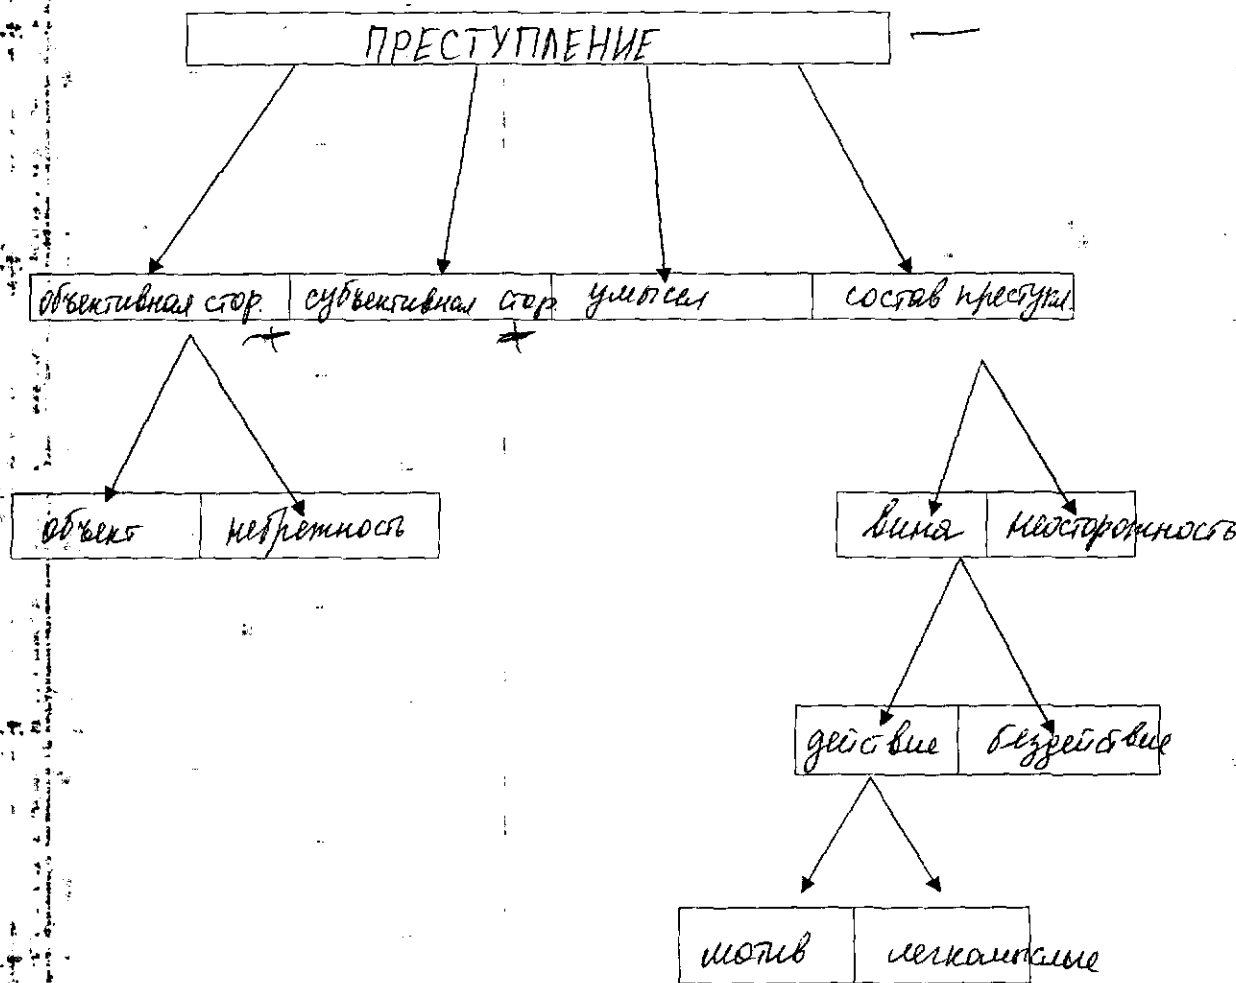 ПРЕСТУПЛЕНИЕ
объективная стор. субъективная стор. умысел состав преступл.
объект небрежность вина неосторожность
действие бездействие
мотив легкомыслие